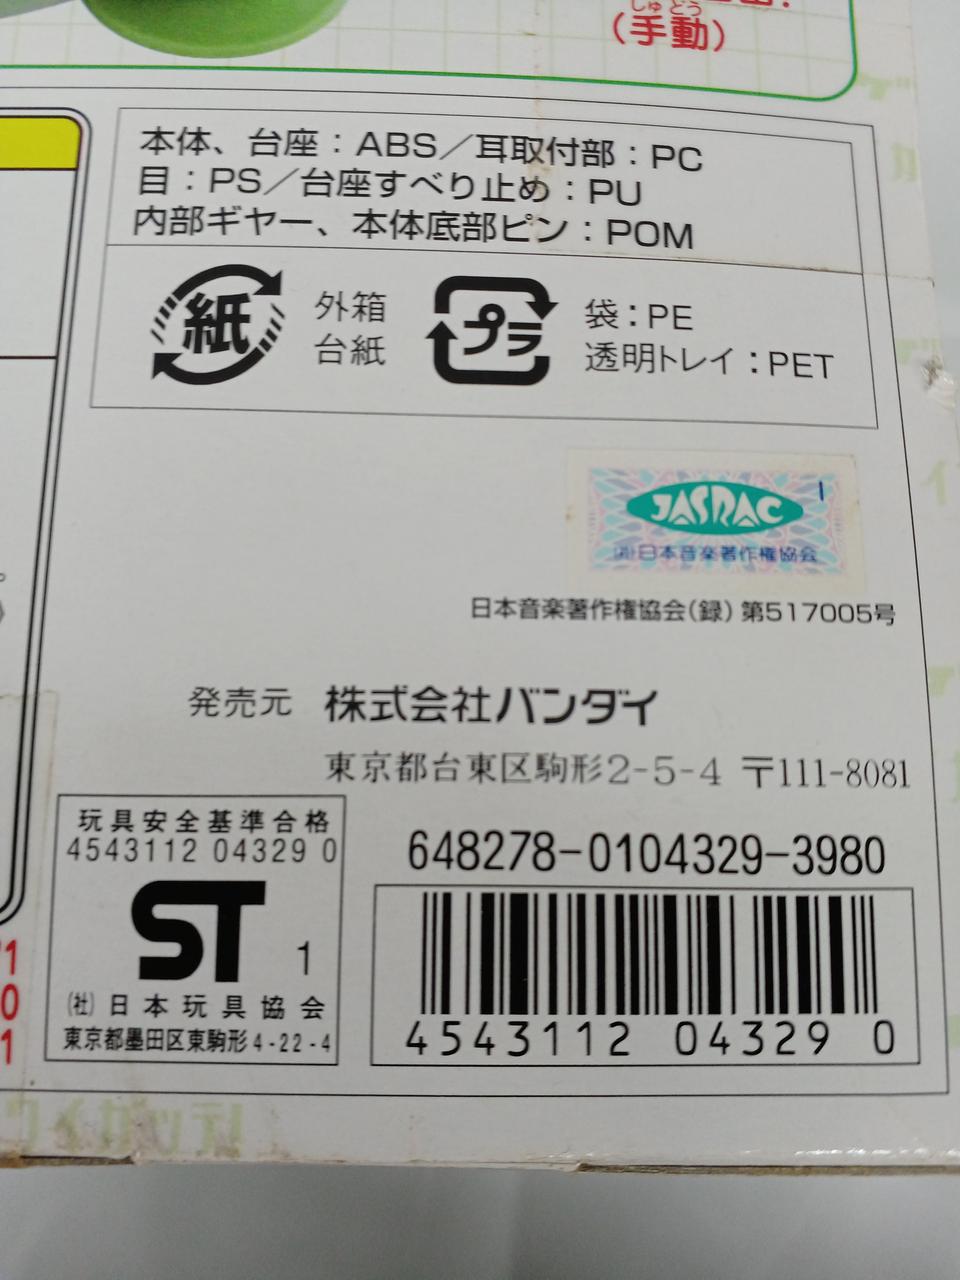 しゅどう
(手動)
本体、台座：ABS／耳取付部：PC
目：PS／台座すべり止め：PU
内部ギヤー、本体底部ピン：POM
紙
外箱
台紙
プラ
袋：PE
透明トレイ：PET
JASRAC
日本音楽著作権協会
日本音楽著作権協会(録) 第517005号
発売元 株式会社バンダイ
東京都台東区駒形2-5-4 〒111-8081
玩具安全基準合格
4543112 04329 0
ST 1
(社)日本玩具協会
東京都墨田区東駒形4-22-4
648278-0104329-3980
4543112 04329 0